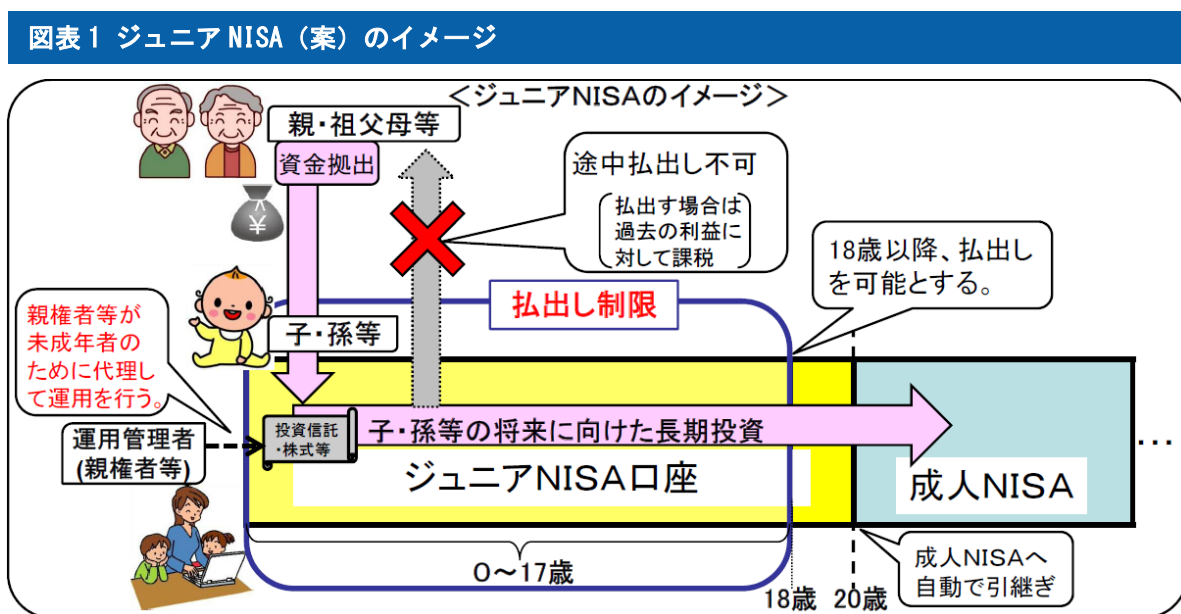 図表1 ジュニアNISA(案)のイメージ
<ジュニアNISAのイメージ>
親・祖父母等
資金拠出
¥
途中払出し不可
払出す場合は
過去の利益に
対して課税
18歳以降、払出し
を可能とする。
払出し制限
子・孫等
親権者等が
未成年者の
ために代理し
て運用を行う。
運用管理者
(親権者等)
投資信託
・株式等
子・孫等の将来に向けた長期投資
ジュニアNISA口座
成人NISA
…
0~17歳
18歳
20歳
成人NISAへ
自動で引継ぎ